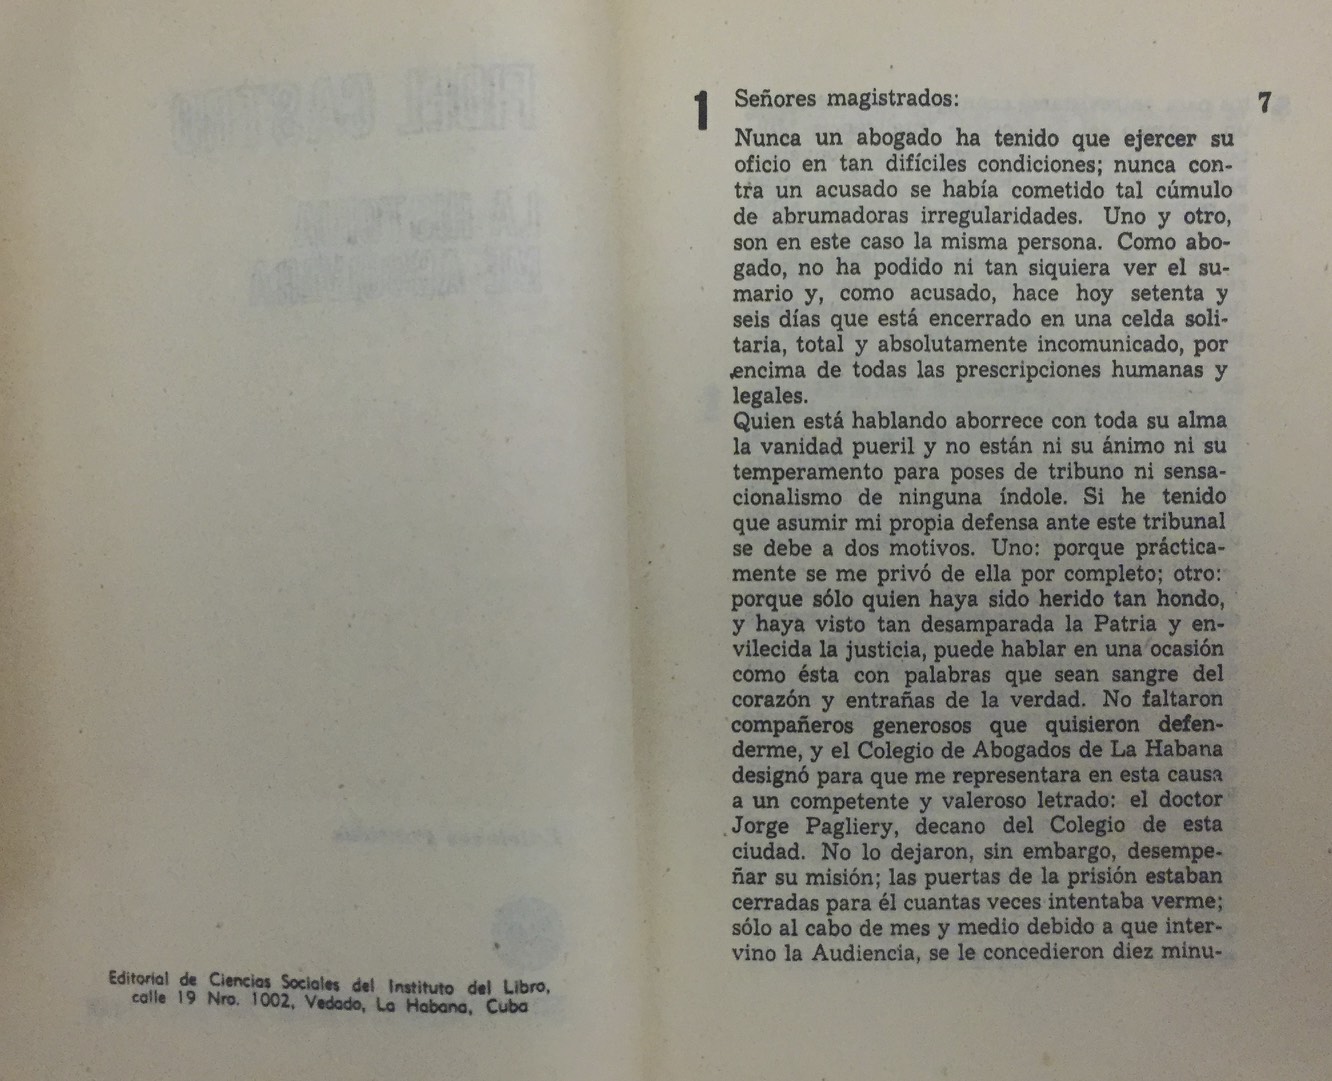 Editorial de Ciencias Sociales del Instituto del Libro,
calle 19 Nro. 1002, Vedado, La Habana, Cuba
1
7
Señores magistrados:
Nunca un abogado ha tenido que ejercer su
oficio en tan difíciles condiciones; nunca con-
tra un acusado se había cometido tal cúmulo
de abrumadoras irregularidades. Uno y otro,
son en este caso la misma persona. Como abo-
gado, no ha podido ni tan siquiera ver el su-
mario y, como acusado, hace hoy setenta y
seis días que está encerrado en una celda soli-
taria, total y absolutamente incomunicado, por
encima de todas las prescripciones humanas y
legales.
Quien está hablando aborrece con toda su alma
la vanidad pueril y no están ni su ánimo ni su
temperamento para poses de tribuno ni sensa-
cionalismo de ninguna índole. Si he tenido
que asumir mi propia defensa ante este tribunal
se debe a dos motivos. Uno: porque práctica-
mente se me privó de ella por completo; otro:
porque sólo quien haya sido herido tan hondo,
y haya visto tan desamparada la Patria y en-
vilecida la justicia, puede hablar en una ocasión
como ésta con palabras que sean sangre del
corazón y entrañas de la verdad. No faltaron
compañeros generosos que quisieron defen-
derme, y el Colegio de Abogados de La Habana
designó para que me representara en esta causa
a un competente y valeroso letrado: el doctor
Jorge Pagliery, decano del Colegio de esta
ciudad. No lo dejaron, sin embargo, desempe-
ñar su misión; las puertas de la prisión estaban
cerradas para él cuantas veces intentaba verme;
sólo al cabo de mes y medio debido a que inter-
vino la Audiencia, se le concedieron diez minu-